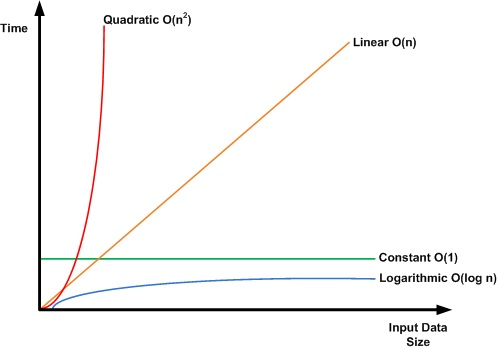 Quadratic O(n²)
Time
Linear O(n)
Constant O(1)
Logarithmic O(log n)
Input Data
Size